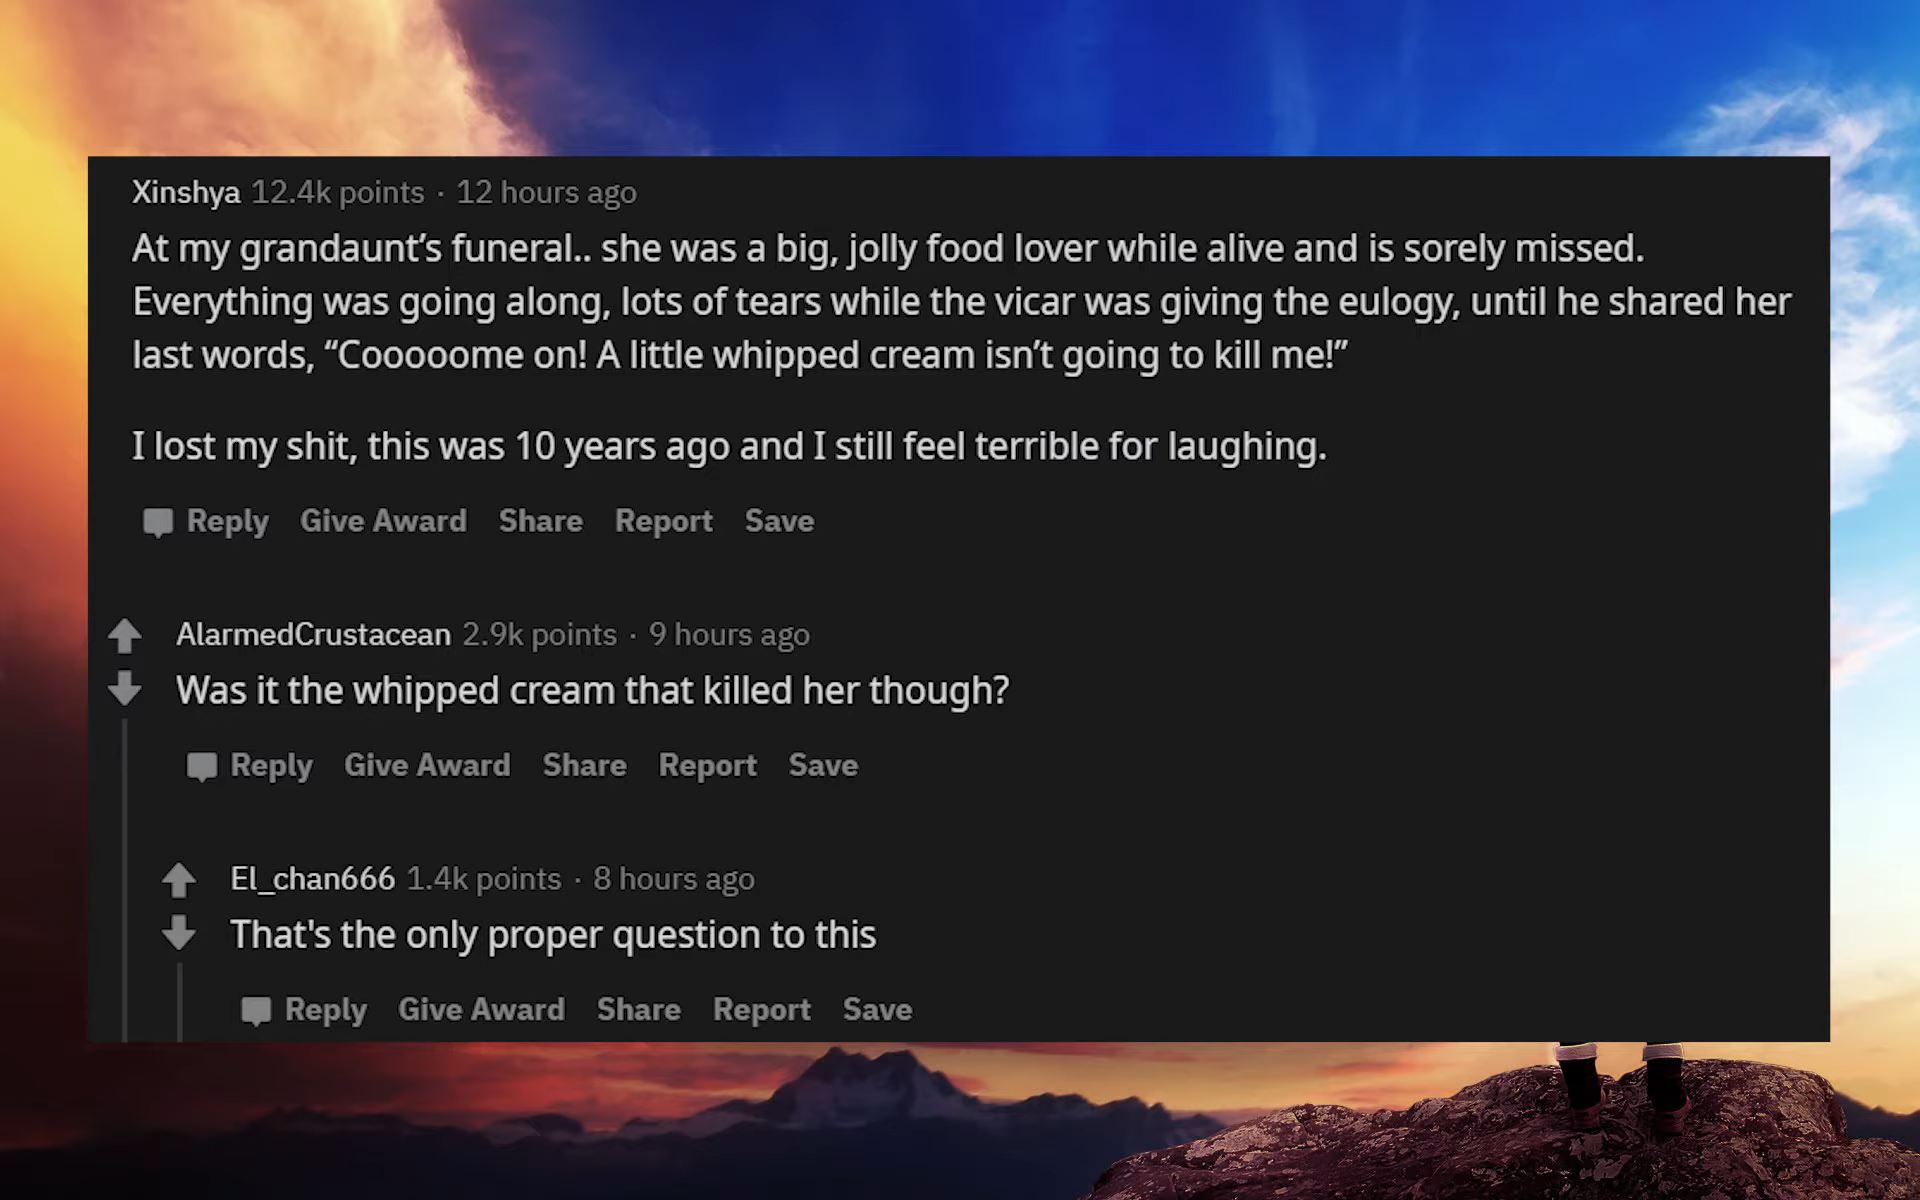 Xinshya 12.4k points · 12 hours ago
At my grandaunt’s funeral.. she was a big, jolly food lover while alive and is sorely missed.
Everything was going along, lots of tears while the vicar was giving the eulogy, until he shared her
last words, “Cooooome on! A little whipped cream isn’t going to kill me!”
I lost my shit, this was 10 years ago and I still feel terrible for laughing.
Reply Give Award Share Report Save
AlarmedCrustacean 2.9k points · 9 hours ago
Was it the whipped cream that killed her though?
Reply Give Award Share Report Save
El_chan666 1.4k points · 8 hours ago
That's the only proper question to this
Reply Give Award Share Report Save